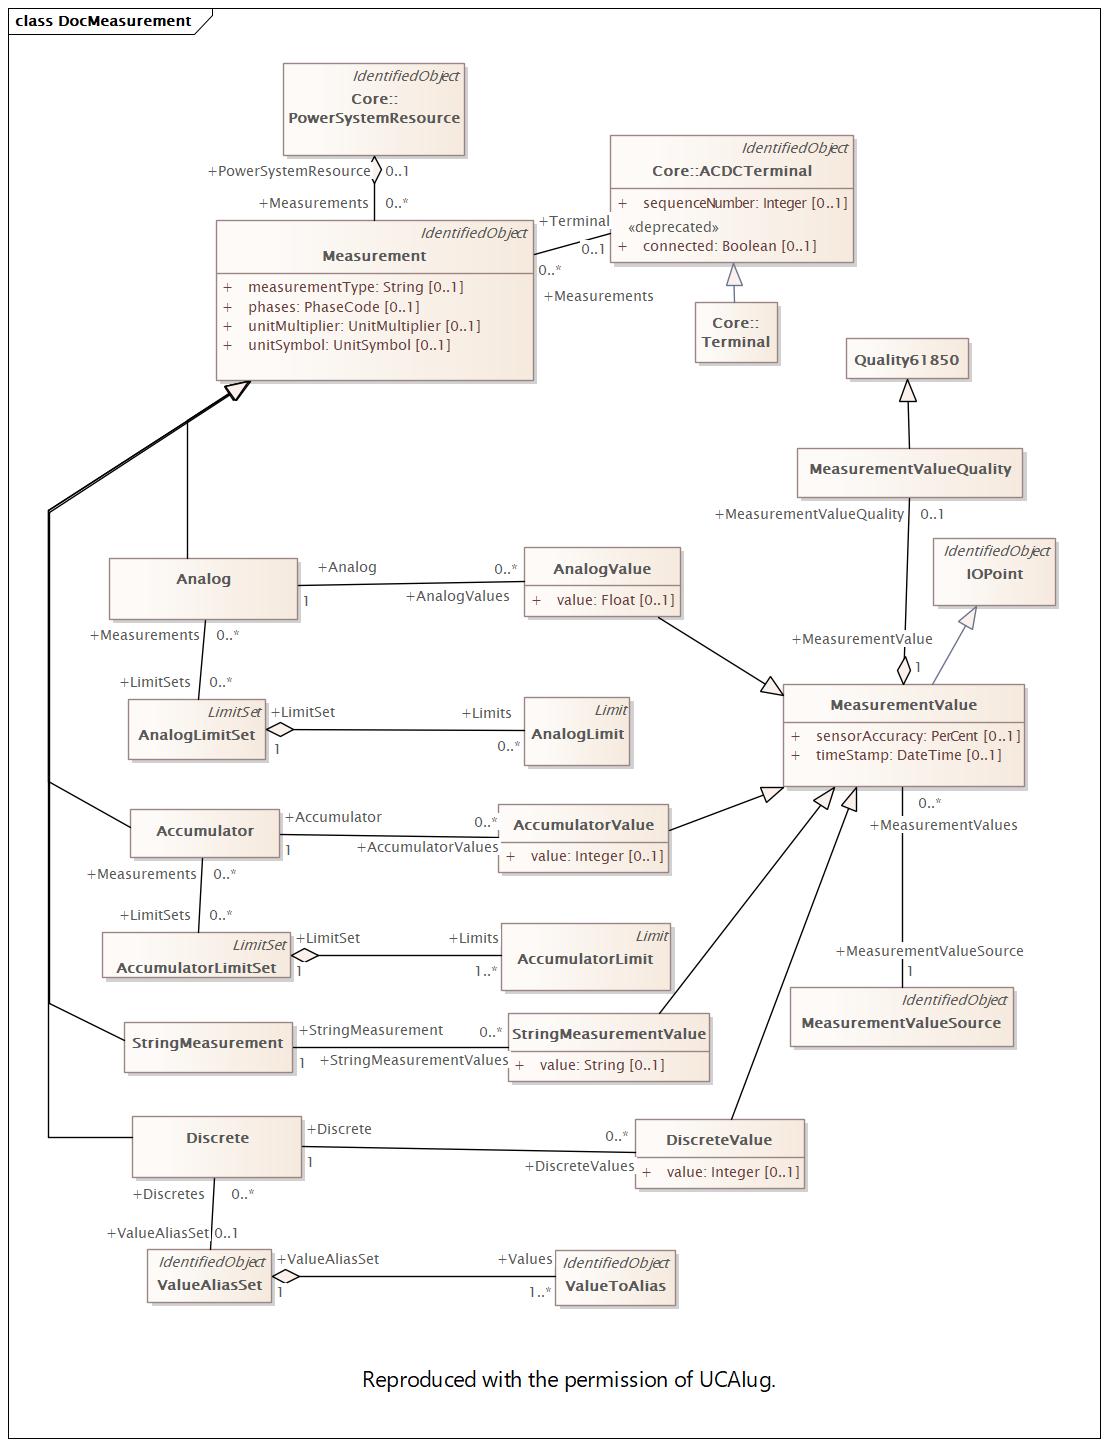 class DocMeasurement
IdentifiedObject
Core::
PowerSystemResource
+PowerSystemResource 0..1
+Measurements 0..*
IdentifiedObject
Core::ACDCTerminal
+ sequenceNumber: Integer [0..1]
«deprecated»
+ connected: Boolean [0..1]
+Terminal
0..1
0..*
+Measurements
IdentifiedObject
Measurement
+ measurementType: String [0..1]
+ phases: PhaseCode [0..1]
+ unitMultiplier: UnitMultiplier [0..1]
+ unitSymbol: UnitSymbol [0..1]
Core::
Terminal
Quality61850
MeasurementValueQuality
+MeasurementValueQuality 0..1
IdentifiedObject
IOPoint
+MeasurementValue
1
Analog
+Analog
1
0..*
+AnalogValues
AnalogValue
+ value: Float [0..1]
+Measurements 0..*
+LimitSets 0..*
LimitSet
AnalogLimitSet
+LimitSet
1
+Limits
0..*
Limit
AnalogLimit
MeasurementValue
+ sensorAccuracy: PerCent [0..1]
+ timeStamp: DateTime [0..1]
0..*
+MeasurementValues
+MeasurementValueSource
1
IdentifiedObject
MeasurementValueSource
Accumulator
+Accumulator
1
0..*
+AccumulatorValues
AccumulatorValue
+ value: Integer [0..1]
+Measurements 0..*
+LimitSets 0..*
LimitSet
AccumulatorLimitSet
+LimitSet
1
+Limits
1..*
Limit
AccumulatorLimit
StringMeasurement
+StringMeasurement
1
0..*
+StringMeasurementValues
StringMeasurementValue
+ value: String [0..1]
Discrete
+Discrete
1
0..*
+DiscreteValues
DiscreteValue
+ value: Integer [0..1]
+Discretes 0..*
+ValueAliasSet 0..1
IdentifiedObject
ValueAliasSet
+ValueAliasSet
1
+Values
1..*
IdentifiedObject
ValueToAlias
Reproduced with the permission of UCAIug.